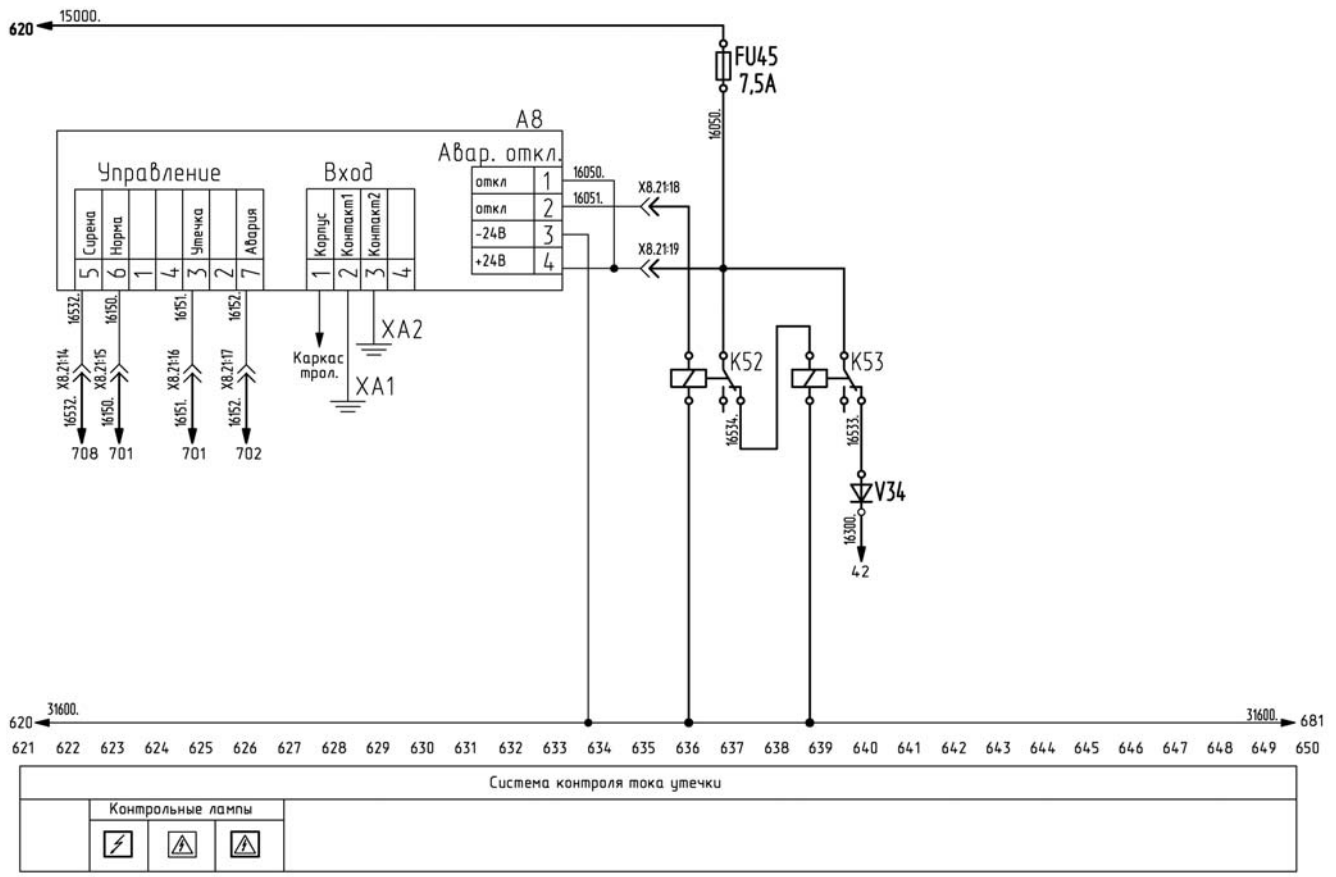 620 15000.
FU45
7,5А
16050.
А8
Авар. откл.
откл 1 16050.
откл 2 16051. X8.21:18
-24В 3
+24В 4 X8.21:19
Управление
Сирена Норма Утечка Авария
5 6 1 4 3 2 7
Вход
Корпус Контакт1 Контакт2
1 2 3 4
16532. 16150. 16151. 16152.
X8.21:14 X8.21:15 X8.21:16 X8.21:17
16532. 16150. 16151. 16152.
708 701 701 702
Каркас
трол.
XA2
XA1
K52
K53
16534.
16533.
V34
16300.
42
620 31600. 31600. 681
621 622 623 624 625 626 627 628 629 630 631 632 633 634 635 636 637 638 639 640 641 642 643 644 645 646 647 648 649 650
Система контроля тока утечки
Контрольные лампы